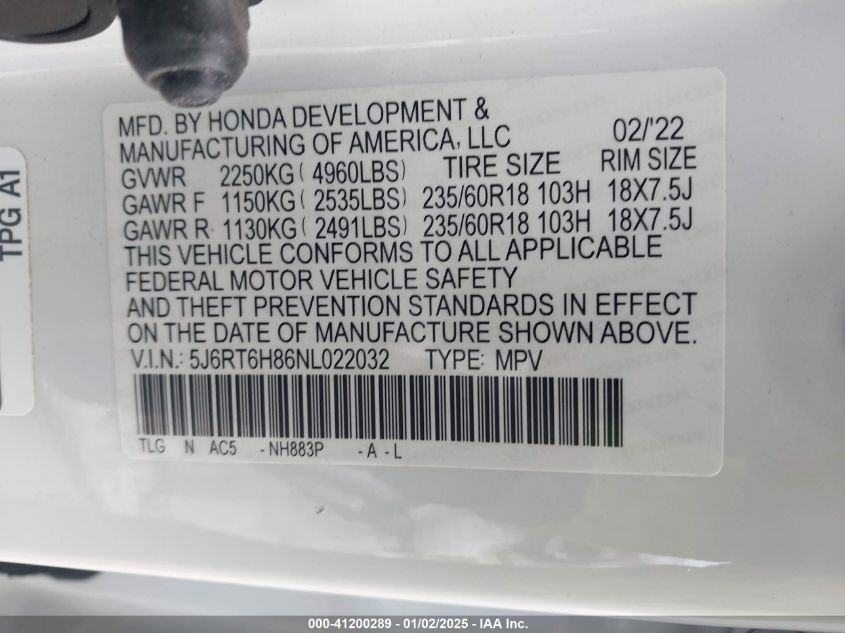 TPG A1
MFD. BY HONDA DEVELOPMENT &
MANUFACTURING OF AMERICA, LLC 02/'22
GVWR 2250KG ( 4960LBS) TIRE SIZE RIM SIZE
GAWR F 1150KG ( 2535LBS) 235/60R18 103H 18X7.5J
GAWR R 1130KG ( 2491LBS) 235/60R18 103H 18X7.5J
THIS VEHICLE CONFORMS TO ALL APPLICABLE
FEDERAL MOTOR VEHICLE SAFETY
AND THEFT PREVENTION STANDARDS IN EFFECT
ON THE DATE OF MANUFACTURE SHOWN ABOVE.
V.I.N.: 5J6RT6H86NL022032 TYPE: MPV
TLG N AC5 -NH883P -A -L
000-41200289 - 01/02/2025 - IAA Inc.